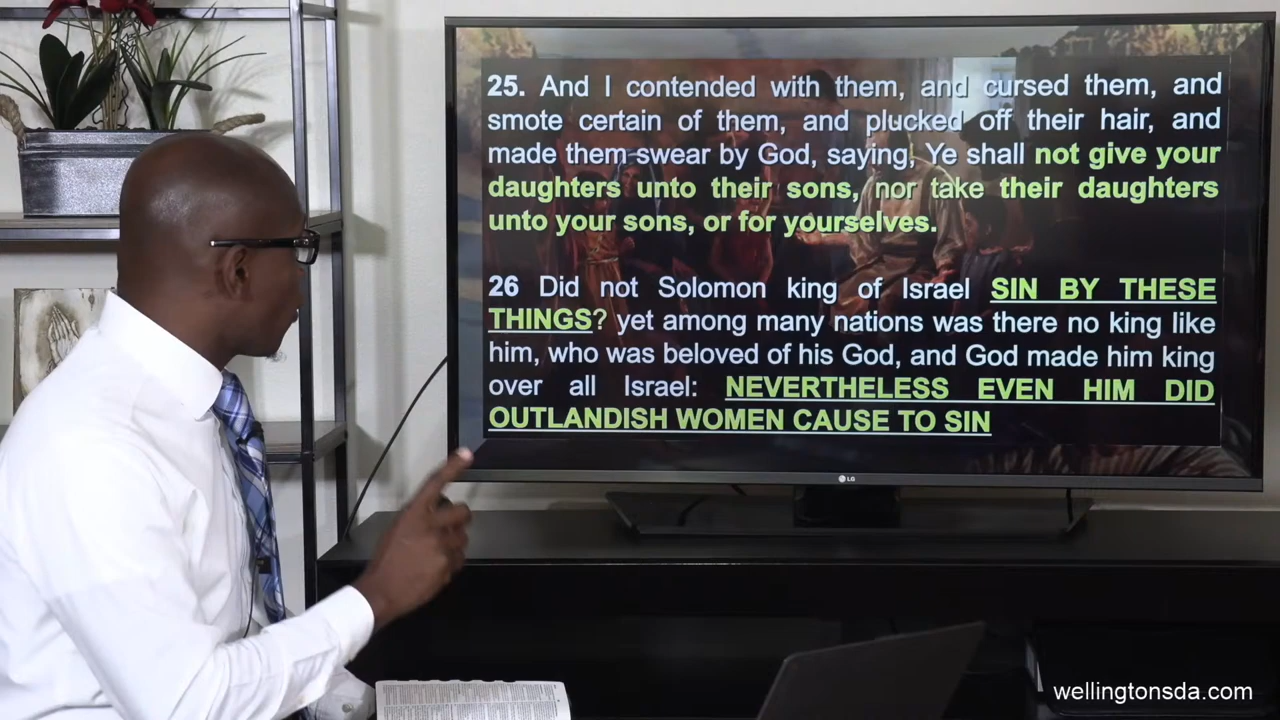 25. And I contended with them, and cursed them, and
smote certain of them, and plucked off their hair, and
made them swear by God, saying, Ye shall not give your
daughters unto their sons, nor take their daughters
unto your sons, or for yourselves.
26 Did not Solomon king of Israel SIN BY THESE
THINGS? yet among many nations was there no king like
him, who was beloved of his God, and God made him king
over all Israel: NEVERTHELESS EVEN HIM DID
OUTLANDISH WOMEN CAUSE TO SIN
LG
wellingtonsda.com